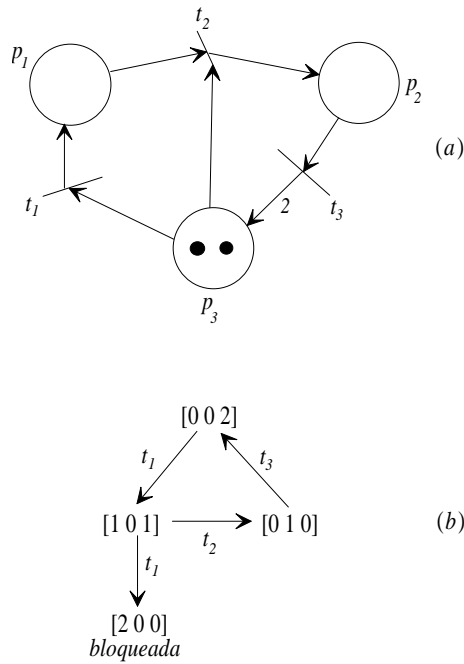 t2
p1
p2
(a)
t1
2
t3
p3
[0 0 2]
t1
t3
[1 0 1]
[0 1 0]
(b)
t2
t1
[2 0 0]
bloqueada